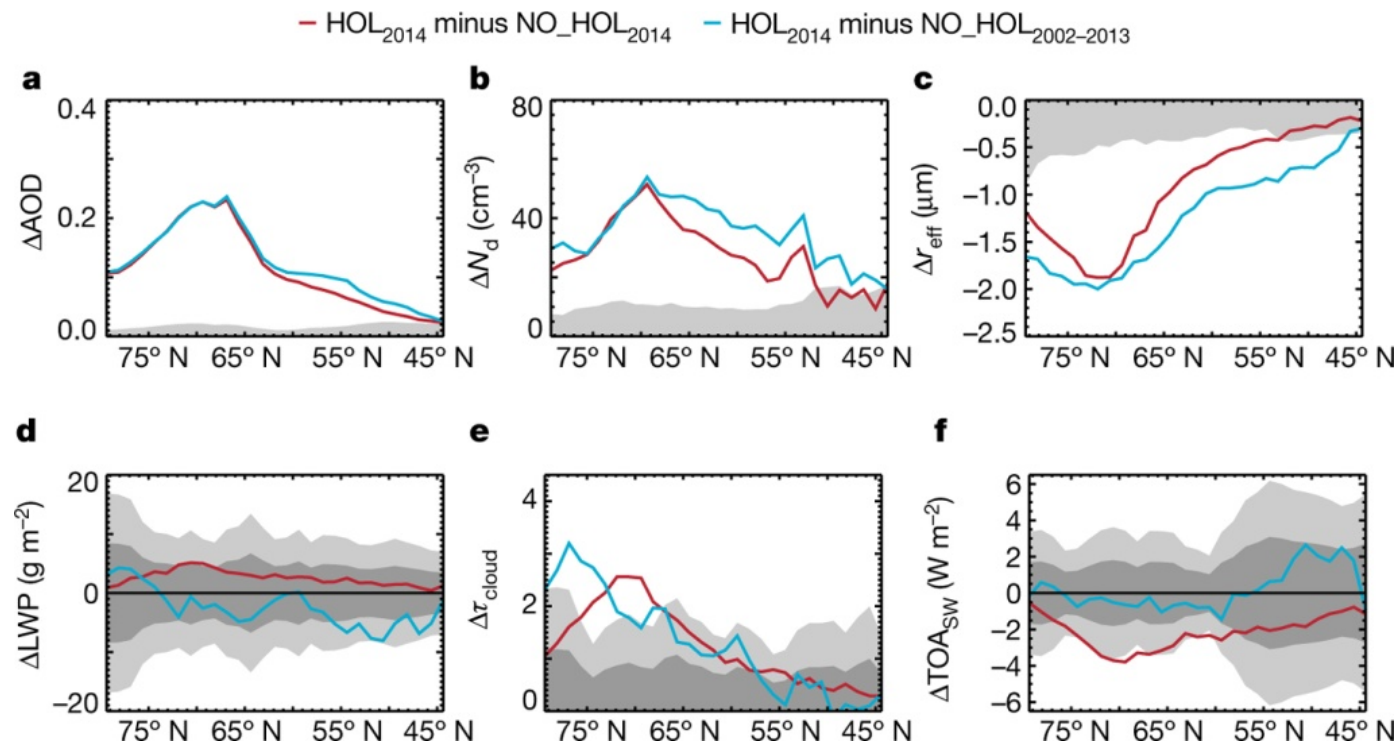 HOL2014 minus NO_HOL2014 HOL2014 minus NO_HOL2002–2013
a b c
0.4
0.2
0.0
ΔAOD
75° N 65° N 55° N 45° N
80
40
0
ΔNd (cm−3)
75° N 65° N 55° N 45° N
0.0
−0.5
−1.0
−1.5
−2.0
−2.5
Δreff (μm)
75° N 65° N 55° N 45° N
d e f
20
0
−20
ΔLWP (g m−2)
75° N 65° N 55° N 45° N
4
2
0
Δτcloud
75° N 65° N 55° N 45° N
6
4
2
0
−2
−4
−6
ΔTOASW (W m−2)
75° N 65° N 55° N 45° N